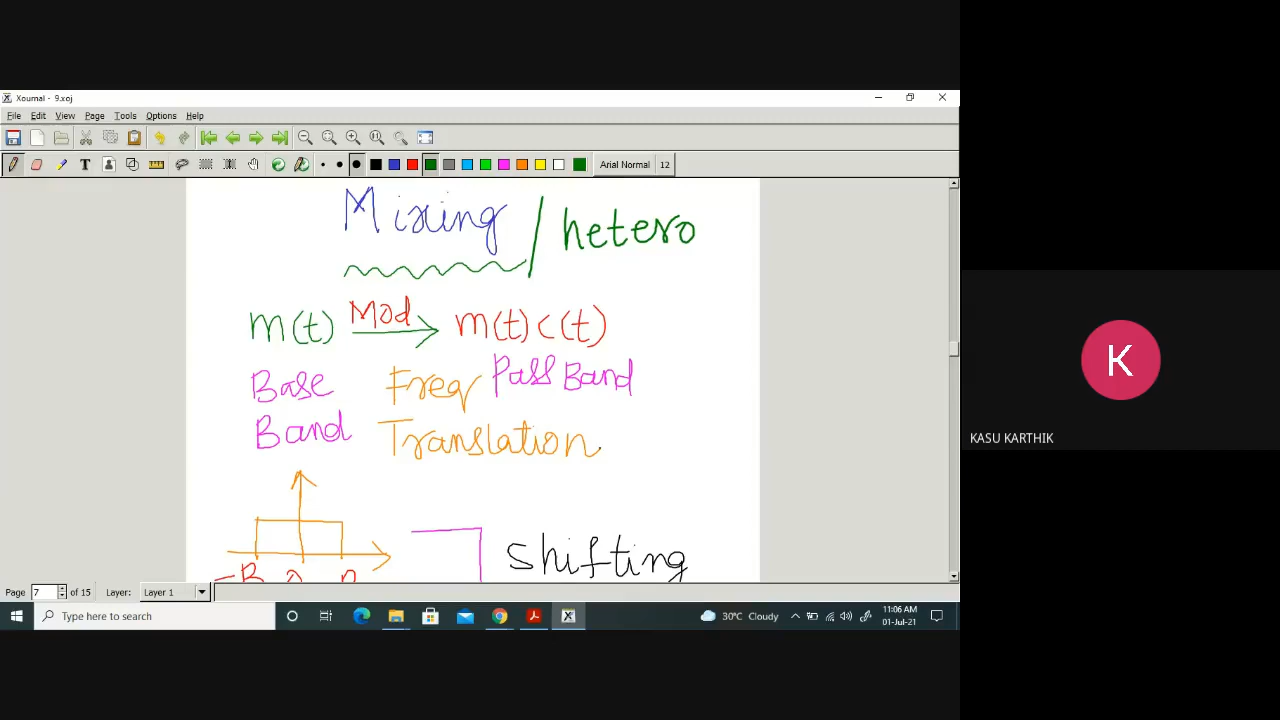 Xournal - 9.xoj
File Edit View Page Tools Options Help
Arial Normal 12
Mixing / hetero
m(t) Mod m(t) c(t)
Base Freq Pass Band
Band Translation
Shifting
-B 0 B
Page 7 of 15 Layer: Layer 1
Type here to search
30°C Cloudy
11:06 AM
01-Jul-21
K
KASU KARTHIK